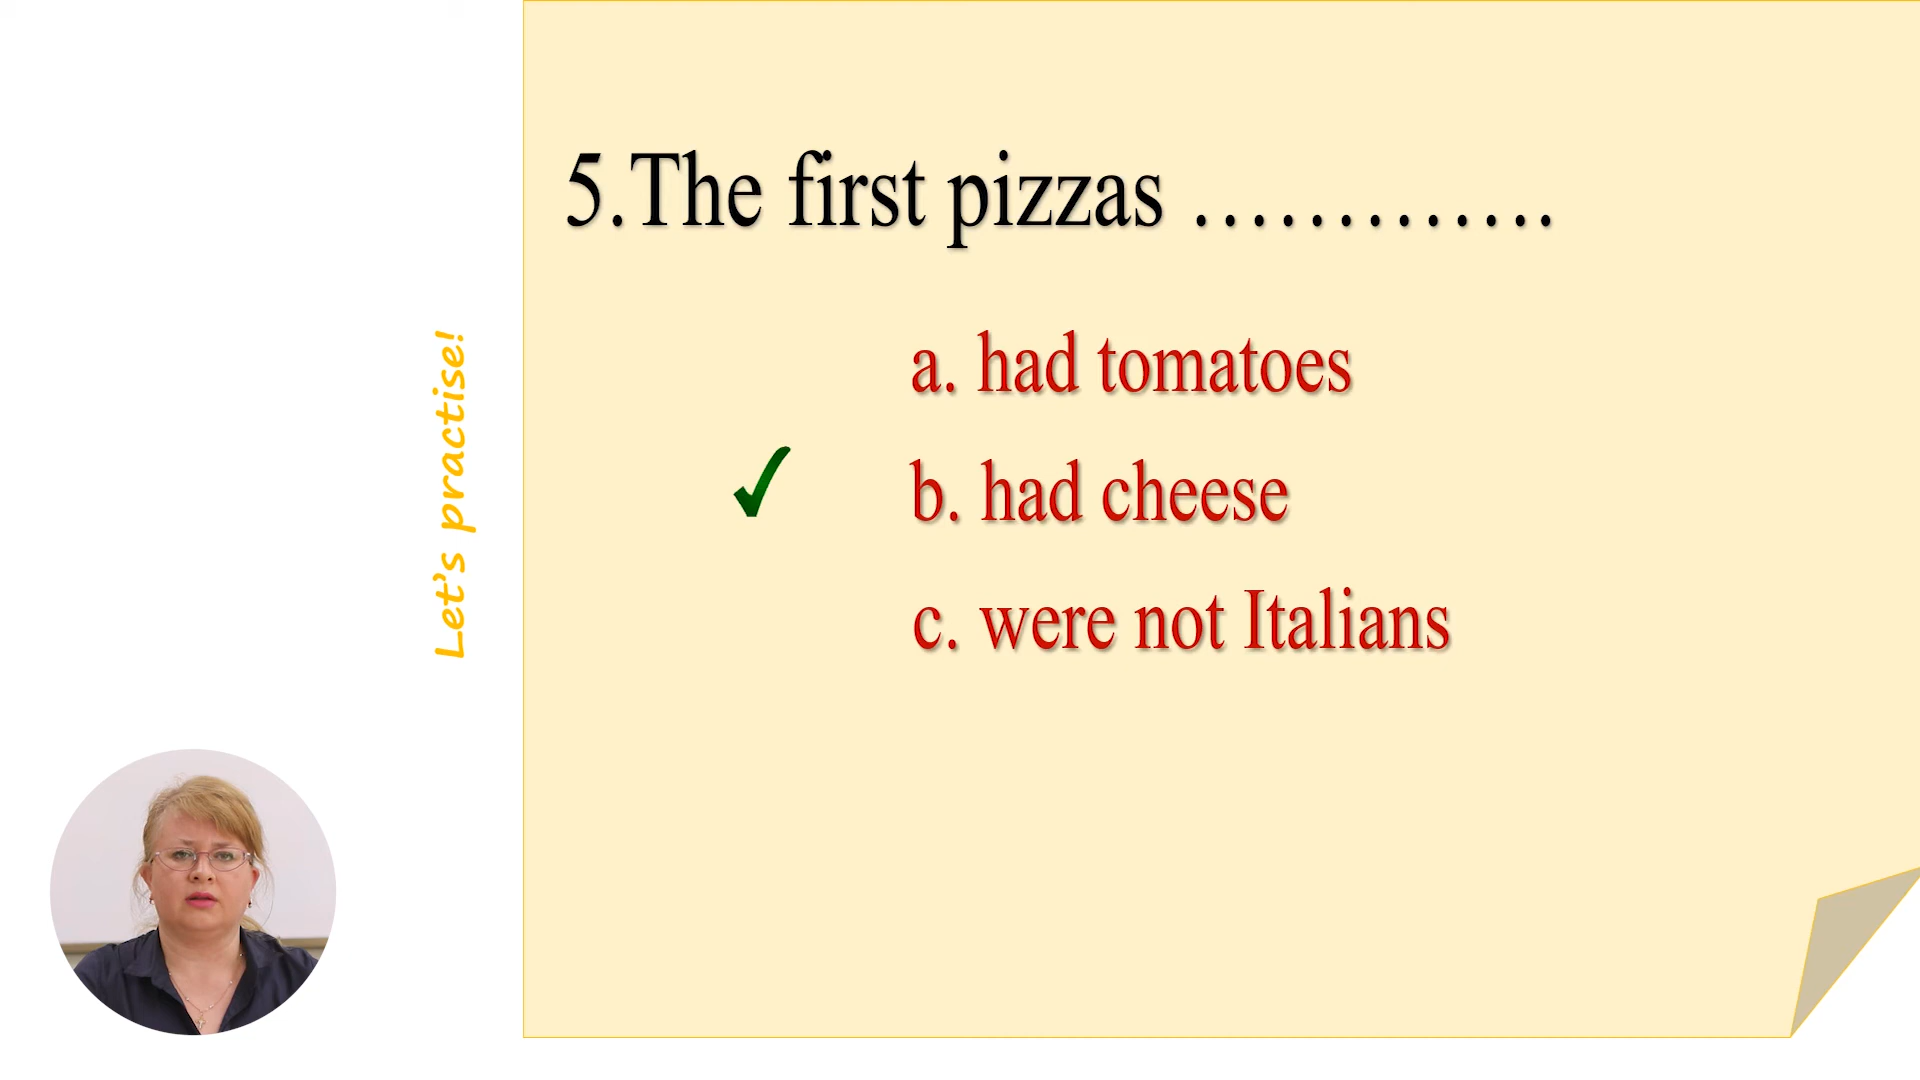 Let's practise!
5.The first pizzas .............
a. had tomatoes
b. had cheese
c. were not Italians